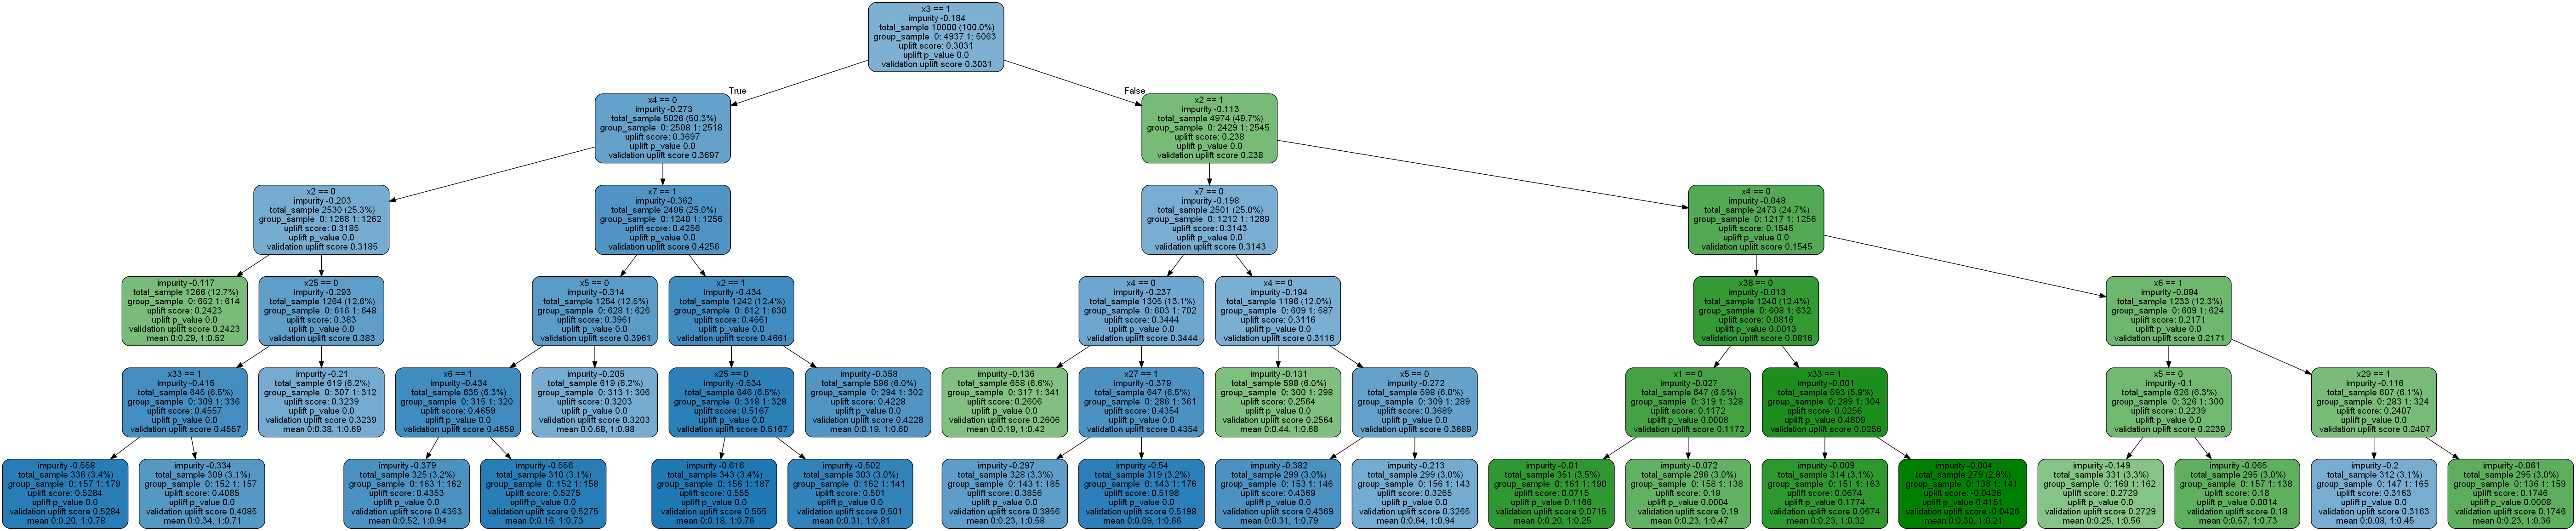 x3 == 1
impurity -0.184
total_sample 10000 (100.0%)
group_sample 0: 4937 1: 5063
uplift score: 0.3031
uplift p_value 0.0
validation uplift score 0.3031
True
False
x4 == 0
impurity -0.273
total_sample 5026 (50.3%)
group_sample 0: 2508 1: 2518
uplift score: 0.3697
uplift p_value 0.0
validation uplift score 0.3697
x2 == 1
impurity -0.113
total_sample 4974 (49.7%)
group_sample 0: 2429 1: 2545
uplift score: 0.238
uplift p_value 0.0
validation uplift score 0.238
x2 == 0
impurity -0.203
total_sample 2530 (25.3%)
group_sample 0: 1268 1: 1262
uplift score: 0.3185
uplift p_value 0.0
validation uplift score 0.3185
x7 == 1
impurity -0.362
total_sample 2496 (25.0%)
group_sample 0: 1240 1: 1256
uplift score: 0.4256
uplift p_value 0.0
validation uplift score 0.4256
x7 == 0
impurity -0.198
total_sample 2501 (25.0%)
group_sample 0: 1212 1: 1289
uplift score: 0.3143
uplift p_value 0.0
validation uplift score 0.3143
x4 == 0
impurity -0.048
total_sample 2473 (24.7%)
group_sample 0: 1217 1: 1256
uplift score: 0.1545
uplift p_value 0.0
validation uplift score 0.1545
impurity -0.117
total_sample 1266 (12.7%)
group_sample 0: 652 1: 614
uplift score: 0.2423
uplift p_value 0.0
validation uplift score 0.2423
mean 0:0.29, 1:0.52
x25 == 0
impurity -0.293
total_sample 1264 (12.6%)
group_sample 0: 616 1: 648
uplift score: 0.383
uplift p_value 0.0
validation uplift score 0.383
x5 == 0
impurity -0.314
total_sample 1254 (12.5%)
group_sample 0: 628 1: 626
uplift score: 0.3961
uplift p_value 0.0
validation uplift score 0.3961
x2 == 1
impurity -0.434
total_sample 1242 (12.4%)
group_sample 0: 612 1: 630
uplift score: 0.4661
uplift p_value 0.0
validation uplift score 0.4661
x4 == 0
impurity -0.237
total_sample 1305 (13.1%)
group_sample 0: 603 1: 702
uplift score: 0.3444
uplift p_value 0.0
validation uplift score 0.3444
x4 == 0
impurity -0.194
total_sample 1196 (12.0%)
group_sample 0: 609 1: 587
uplift score: 0.3116
uplift p_value 0.0
validation uplift score 0.3116
x38 == 0
impurity -0.013
total_sample 1240 (12.4%)
group_sample 0: 608 1: 632
uplift score: 0.0816
uplift p_value 0.0013
validation uplift score 0.0816
x6 == 1
impurity -0.094
total_sample 1233 (12.3%)
group_sample 0: 609 1: 624
uplift score: 0.2171
uplift p_value 0.0
validation uplift score 0.2171
x33 == 1
impurity -0.415
total_sample 645 (6.5%)
group_sample 0: 309 1: 336
uplift score: 0.4557
uplift p_value 0.0
validation uplift score 0.4557
impurity -0.21
total_sample 619 (6.2%)
group_sample 0: 307 1: 312
uplift score: 0.3239
uplift p_value 0.0
validation uplift score 0.3239
mean 0:0.38, 1:0.69
x6 == 1
impurity -0.434
total_sample 635 (6.3%)
group_sample 0: 315 1: 320
uplift score: 0.4659
uplift p_value 0.0
validation uplift score 0.4659
impurity -0.205
total_sample 619 (6.2%)
group_sample 0: 313 1: 306
uplift score: 0.3203
uplift p_value 0.0
validation uplift score 0.3203
mean 0:0.68, 1:0.98
x25 == 0
impurity -0.534
total_sample 646 (6.5%)
group_sample 0: 318 1: 328
uplift score: 0.5167
uplift p_value 0.0
validation uplift score 0.5167
impurity -0.358
total_sample 596 (6.0%)
group_sample 0: 294 1: 302
uplift score: 0.4228
uplift p_value 0.0
validation uplift score 0.4228
mean 0:0.19, 1:0.60
impurity -0.136
total_sample 658 (6.6%)
group_sample 0: 317 1: 341
uplift score: 0.2606
uplift p_value 0.0
validation uplift score 0.2606
mean 0:0.19, 1:0.42
x27 == 1
impurity -0.379
total_sample 647 (6.5%)
group_sample 0: 286 1: 361
uplift score: 0.4354
uplift p_value 0.0
validation uplift score 0.4354
impurity -0.131
total_sample 598 (6.0%)
group_sample 0: 300 1: 298
uplift score: 0.2564
uplift p_value 0.0
validation uplift score 0.2564
mean 0:0.44, 1:0.68
x5 == 0
impurity -0.272
total_sample 598 (6.0%)
group_sample 0: 309 1: 289
uplift score: 0.3689
uplift p_value 0.0
validation uplift score 0.3689
x1 == 0
impurity -0.027
total_sample 647 (6.5%)
group_sample 0: 319 1: 328
uplift score: 0.1172
uplift p_value 0.0008
validation uplift score 0.1172
x33 == 1
impurity -0.001
total_sample 593 (5.9%)
group_sample 0: 289 1: 304
uplift score: 0.0256
uplift p_value 0.4809
validation uplift score 0.0256
x5 == 0
impurity -0.1
total_sample 626 (6.3%)
group_sample 0: 326 1: 300
uplift score: 0.2239
uplift p_value 0.0
validation uplift score 0.2239
x29 == 1
impurity -0.116
total_sample 607 (6.1%)
group_sample 0: 283 1: 324
uplift score: 0.2407
uplift p_value 0.0
validation uplift score 0.2407
impurity -0.558
total_sample 336 (3.4%)
group_sample 0: 157 1: 179
uplift score: 0.5284
uplift p_value 0.0
validation uplift score 0.5284
mean 0:0.20, 1:0.78
impurity -0.334
total_sample 309 (3.1%)
group_sample 0: 152 1: 157
uplift score: 0.4085
uplift p_value 0.0
validation uplift score 0.4085
mean 0:0.34, 1:0.71
impurity -0.379
total_sample 325 (3.2%)
group_sample 0: 163 1: 162
uplift score: 0.4353
uplift p_value 0.0
validation uplift score 0.4353
mean 0:0.52, 1:0.94
impurity -0.556
total_sample 310 (3.1%)
group_sample 0: 152 1: 158
uplift score: 0.5275
uplift p_value 0.0
validation uplift score 0.5275
mean 0:0.16, 1:0.73
impurity -0.616
total_sample 343 (3.4%)
group_sample 0: 156 1: 187
uplift score: 0.555
uplift p_value 0.0
validation uplift score 0.555
mean 0:0.18, 1:0.76
impurity -0.502
total_sample 303 (3.0%)
group_sample 0: 162 1: 141
uplift score: 0.501
uplift p_value 0.0
validation uplift score 0.501
mean 0:0.31, 1:0.81
impurity -0.297
total_sample 328 (3.3%)
group_sample 0: 143 1: 185
uplift score: 0.3856
uplift p_value 0.0
validation uplift score 0.3856
mean 0:0.23, 1:0.58
impurity -0.54
total_sample 319 (3.2%)
group_sample 0: 143 1: 176
uplift score: 0.5198
uplift p_value 0.0
validation uplift score 0.5198
mean 0:0.09, 1:0.66
impurity -0.382
total_sample 299 (3.0%)
group_sample 0: 153 1: 146
uplift score: 0.4369
uplift p_value 0.0
validation uplift score 0.4369
mean 0:0.31, 1:0.79
impurity -0.213
total_sample 299 (3.0%)
group_sample 0: 156 1: 143
uplift score: 0.3265
uplift p_value 0.0
validation uplift score 0.3265
mean 0:0.64, 1:0.94
impurity -0.01
total_sample 351 (3.5%)
group_sample 0: 161 1: 190
uplift score: 0.0715
uplift p_value 0.1166
validation uplift score 0.0715
mean 0:0.20, 1:0.25
impurity -0.072
total_sample 296 (3.0%)
group_sample 0: 158 1: 138
uplift score: 0.19
uplift p_value 0.0004
validation uplift score 0.19
mean 0:0.23, 1:0.47
impurity -0.009
total_sample 314 (3.1%)
group_sample 0: 151 1: 163
uplift score: 0.0674
uplift p_value 0.1774
validation uplift score 0.0674
mean 0:0.23, 1:0.32
impurity -0.004
total_sample 279 (2.8%)
group_sample 0: 138 1: 141
uplift score: -0.0426
uplift p_value 0.4151
validation uplift score -0.0426
mean 0:0.30, 1:0.21
impurity -0.149
total_sample 331 (3.3%)
group_sample 0: 169 1: 162
uplift score: 0.2729
uplift p_value 0.0
validation uplift score 0.2729
mean 0:0.25, 1:0.56
impurity -0.065
total_sample 295 (3.0%)
group_sample 0: 157 1: 138
uplift score: 0.18
uplift p_value 0.0014
validation uplift score 0.18
mean 0:0.57, 1:0.73
impurity -0.2
total_sample 312 (3.1%)
group_sample 0: 147 1: 165
uplift score: 0.3163
uplift p_value 0.0
validation uplift score 0.3163
mean 0:0.08, 1:0.45
impurity -0.061
total_sample 295 (3.0%)
group_sample 0: 136 1: 159
uplift score: 0.1746
uplift p_value 0.0008
validation uplift score 0.1746
mean 0:0.23, 1:0.36